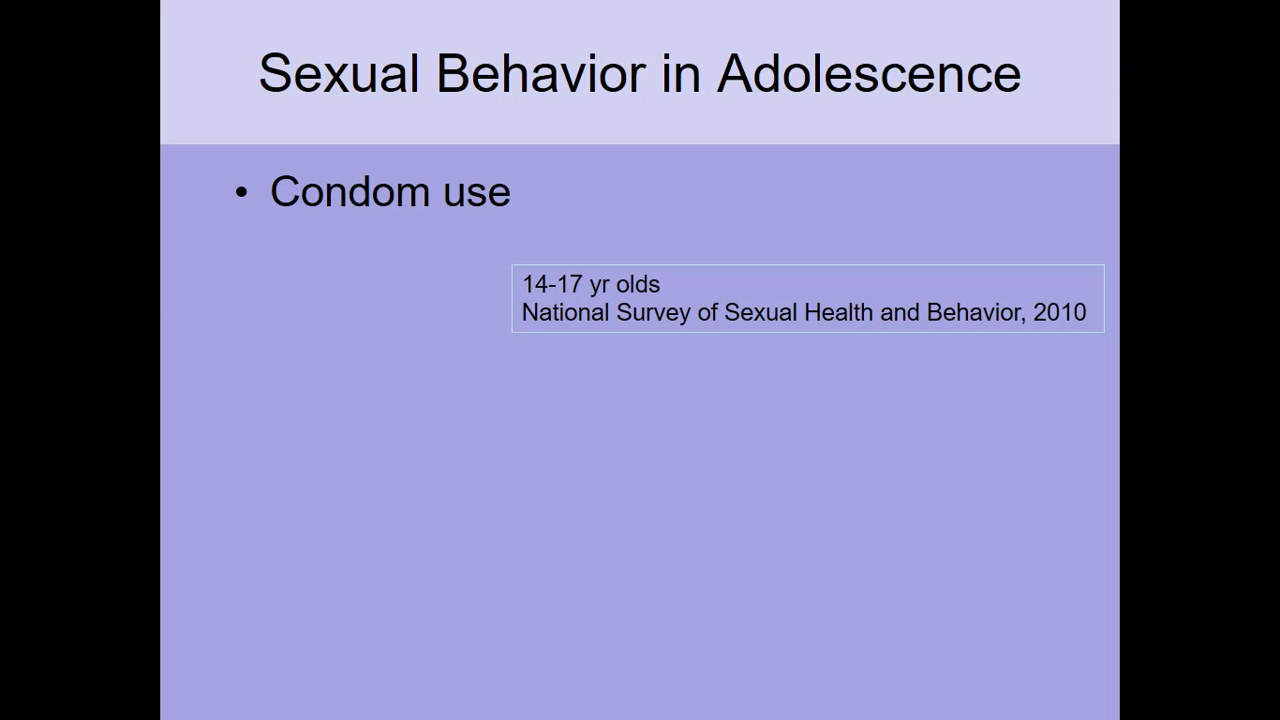 Sexual Behavior in Adolescence
• Condom use
14-17 yr olds
National Survey of Sexual Health and Behavior, 2010